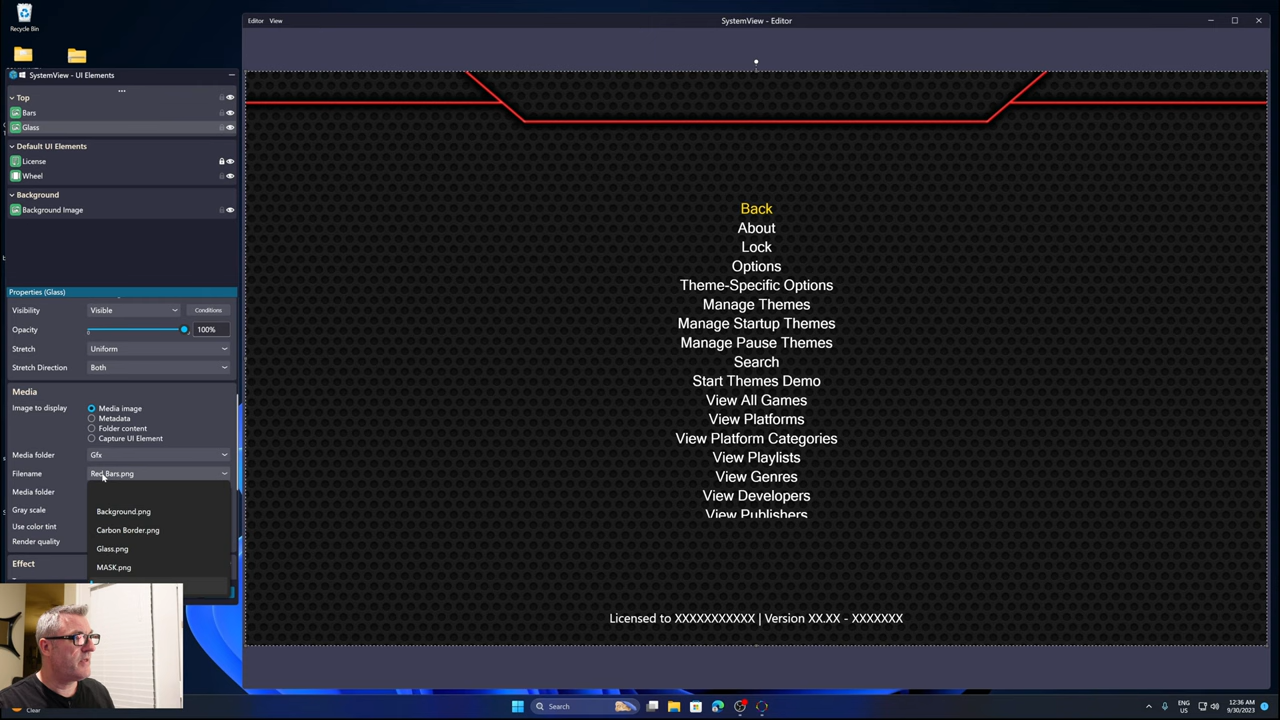 Recycle Bin
Editor View
SystemView - Editor
SystemView - UI Elements
Top
Bars
Glass
Default UI Elements
License
Wheel
Background
Background Image
Properties (Glass)
Visibility Visible Conditions
Opacity 100%
Stretch Uniform
Stretch Direction Both
Media
Image to display Media image
Metadata
Folder content
Capture UI Element
Media folder Gfx
Filename Red Bars.png
Media folder
Gray scale Background.png
Use color tint Carbon Border.png
Render quality Glass.png
Effect MASK.png
Back
About
Lock
Options
Theme-Specific Options
Manage Themes
Manage Startup Themes
Manage Pause Themes
Search
Start Themes Demo
View All Games
View Platforms
View Platform Categories
View Playlists
View Genres
View Developers
View Publishers
Licensed to XXXXXXXXXXX | Version XX.XX - XXXXXXX
Clear
Search
ENG
US
12:36 AM
9/30/2023